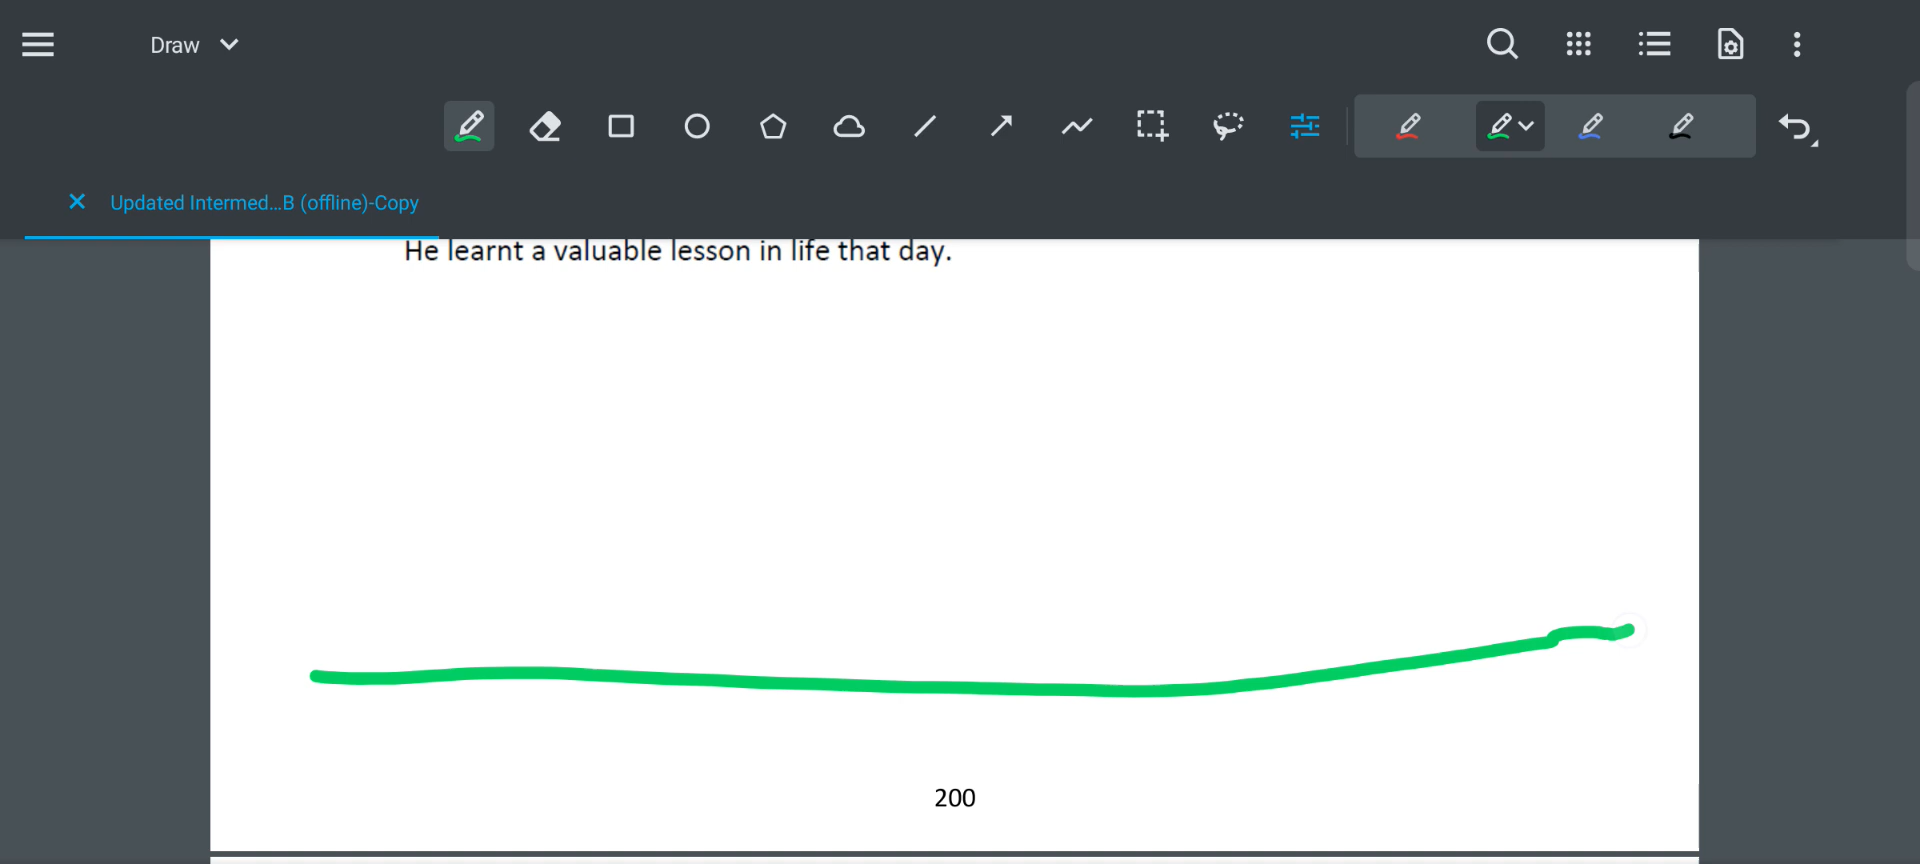 Draw
Updated Intermed...B (offline)-Copy
He learnt a valuable lesson in life that day.
200